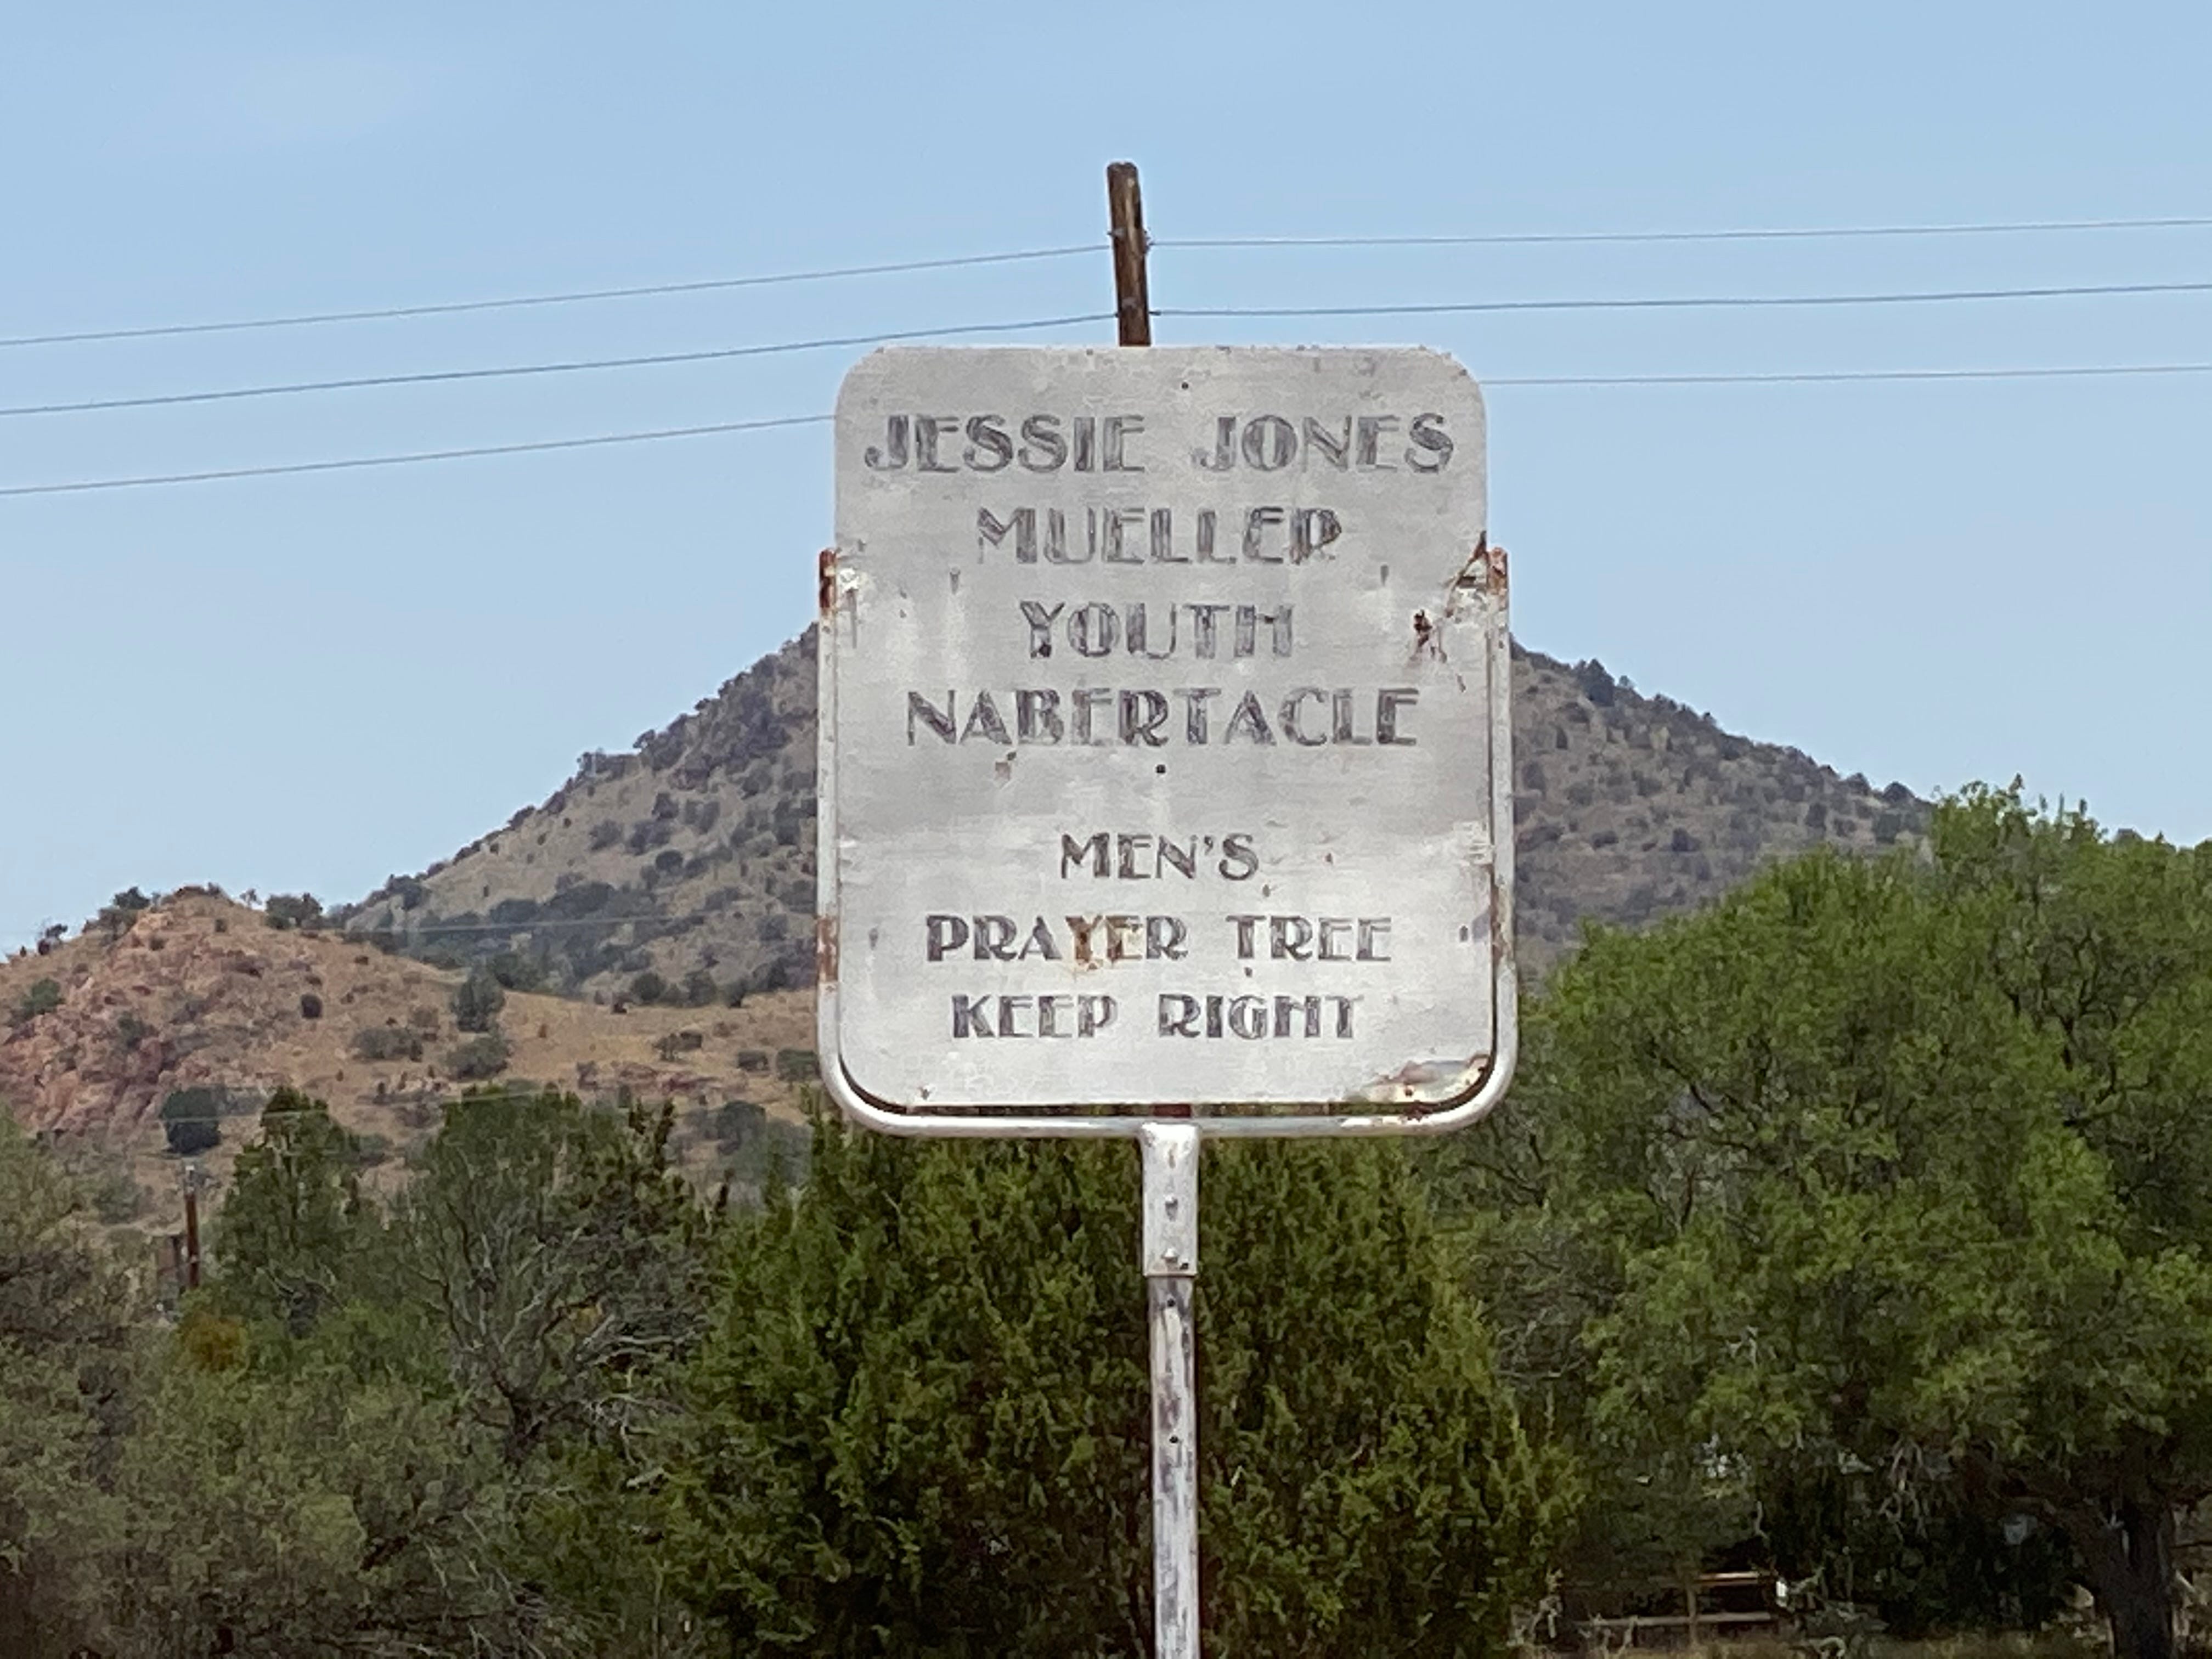 JESSIE JONES
MUELLER
YOUTH
NABERTACLE
MEN'S
PRAYER TREE
KEEP RIGHT